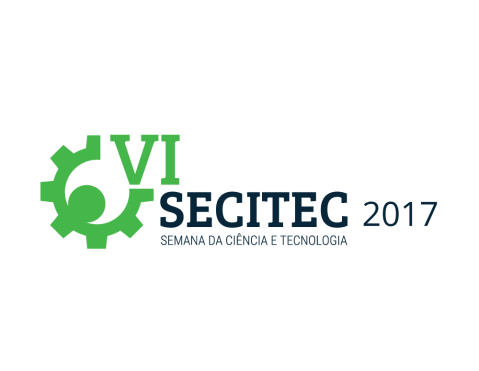 VI
SECITEC 2017
SEMANA DA CIÊNCIA E TECNOLOGIA